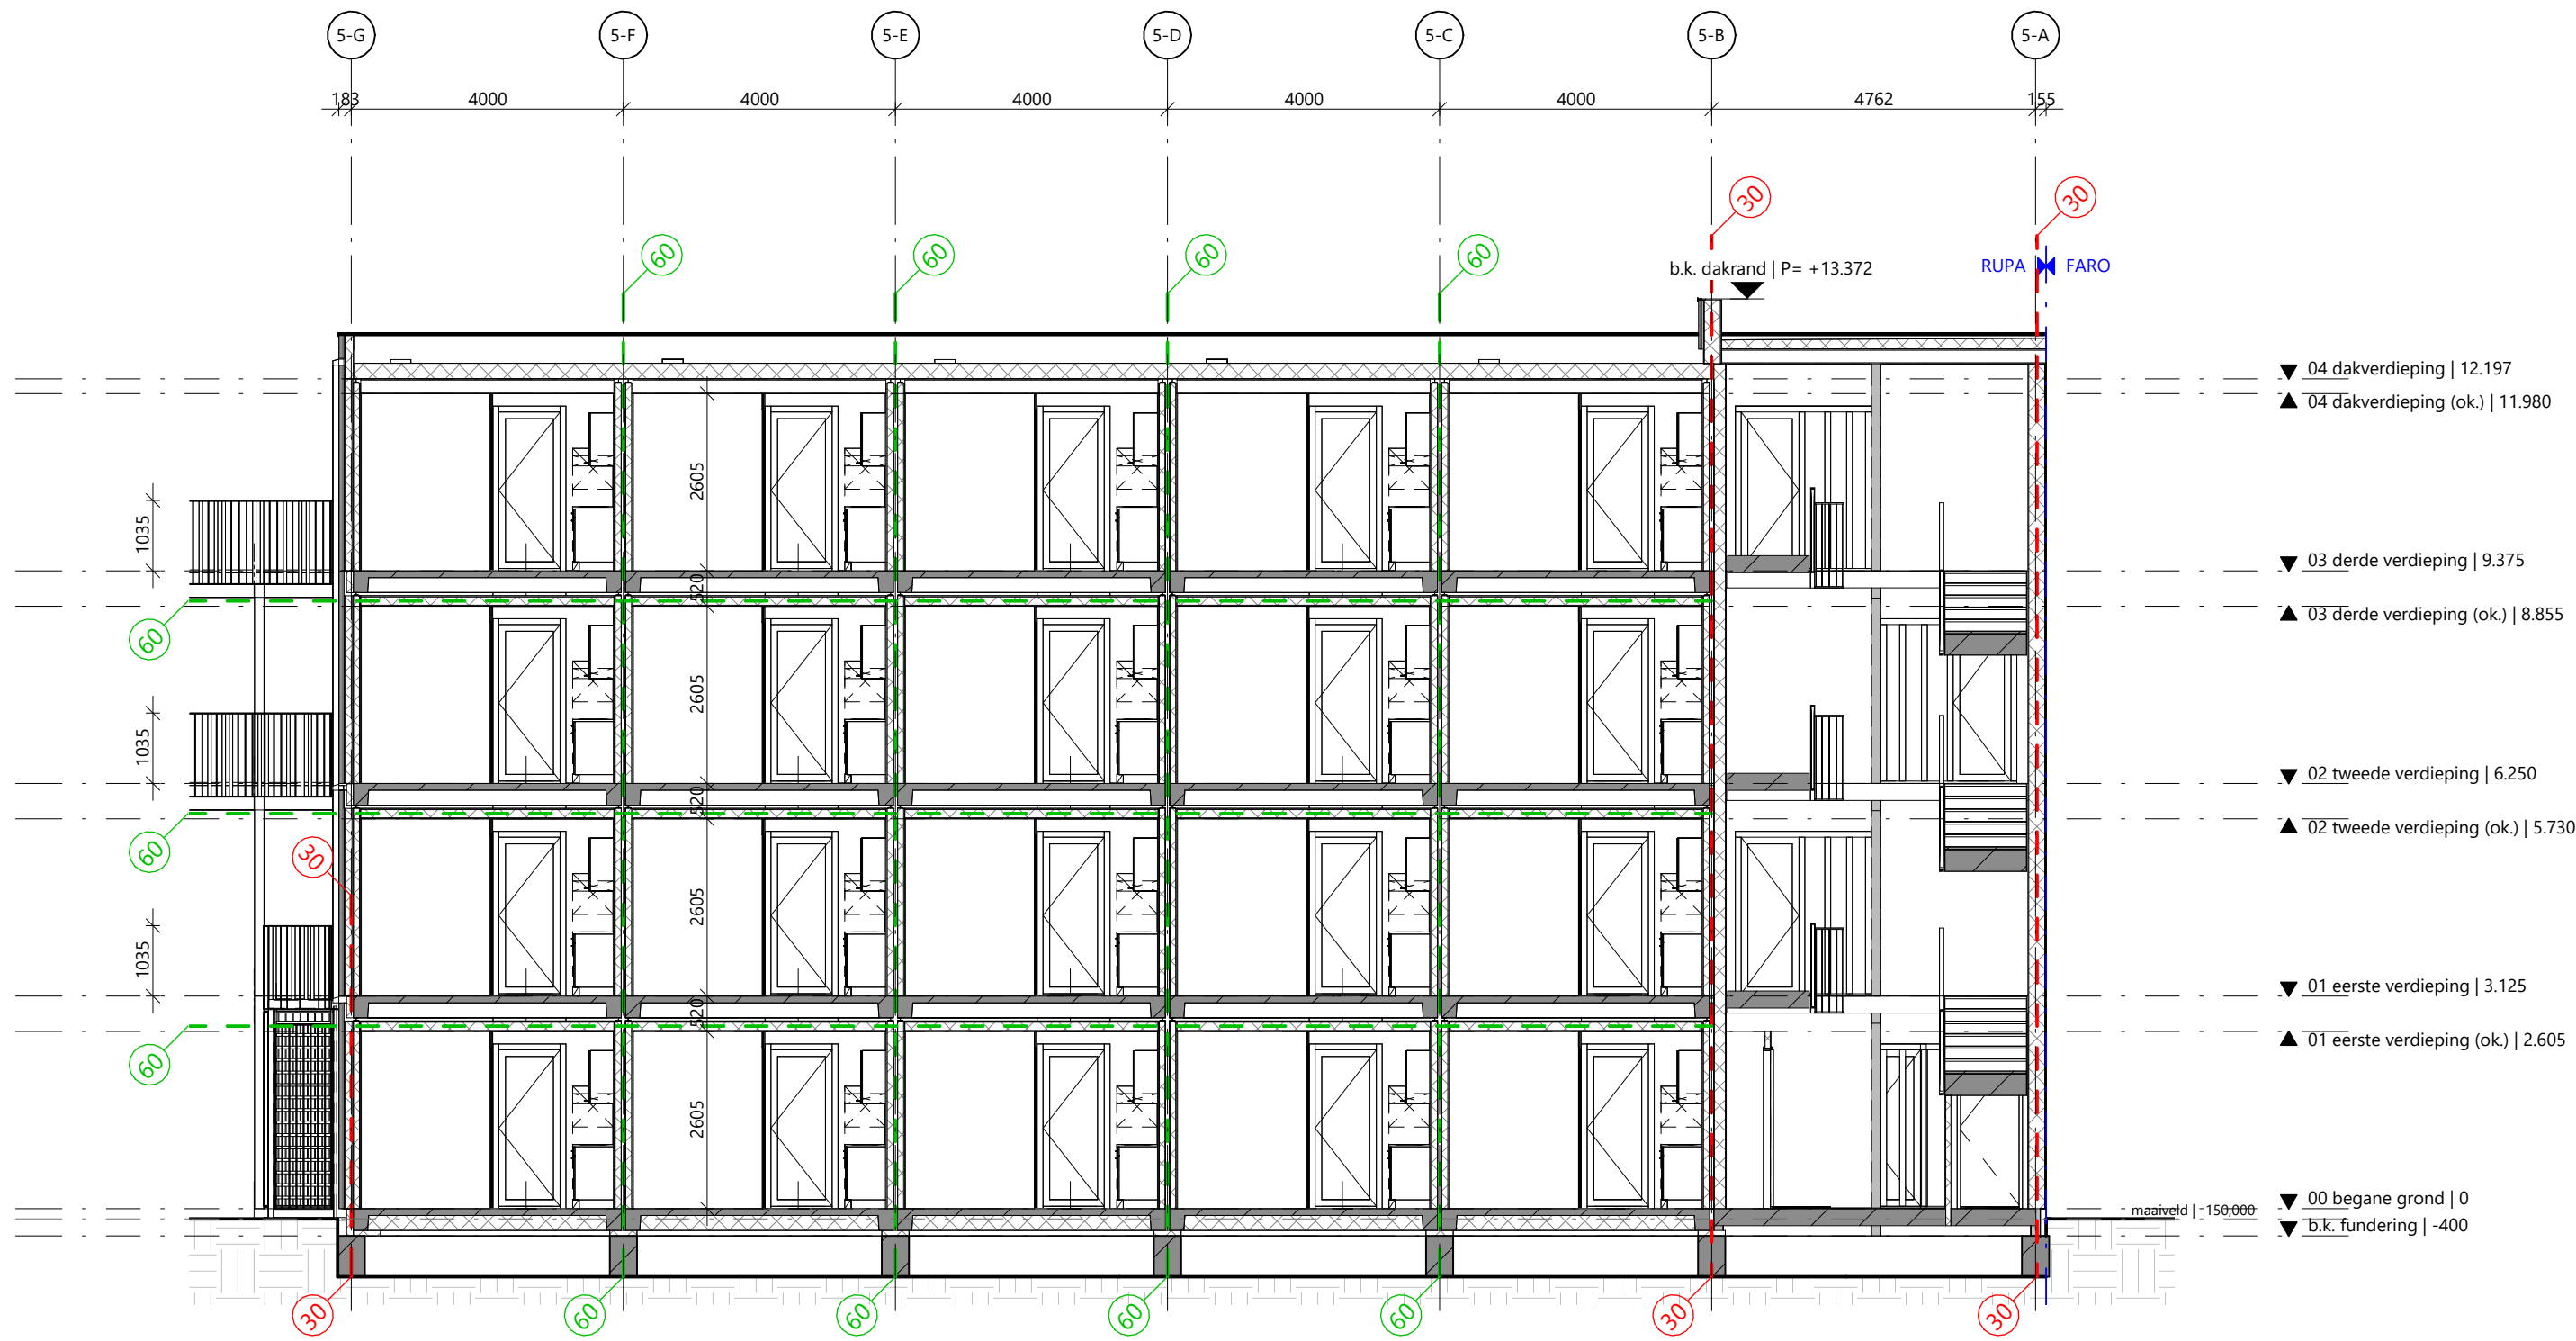 5-G 5-F 5-E 5-D 5-C 5-B 5-A
183 4000 4000 4000 4000 4000 4762 155
30 30
60 60 60 60
b.k. dakrand | P= +13.372
RUPA FARO
04 dakverdieping | 12.197
04 dakverdieping (ok.) | 11.980
2605
1035
03 derde verdieping | 9.375
520
03 derde verdieping (ok.) | 8.855
60
2605
1035
02 tweede verdieping | 6.250
520
02 tweede verdieping (ok.) | 5.730
60
30
2605
1035
01 eerste verdieping | 3.125
520
01 eerste verdieping (ok.) | 2.605
60
2605
00 begane grond | 0
maaiveld | -150,000
b.k. fundering | -400
30 60 60 60 60 30 30